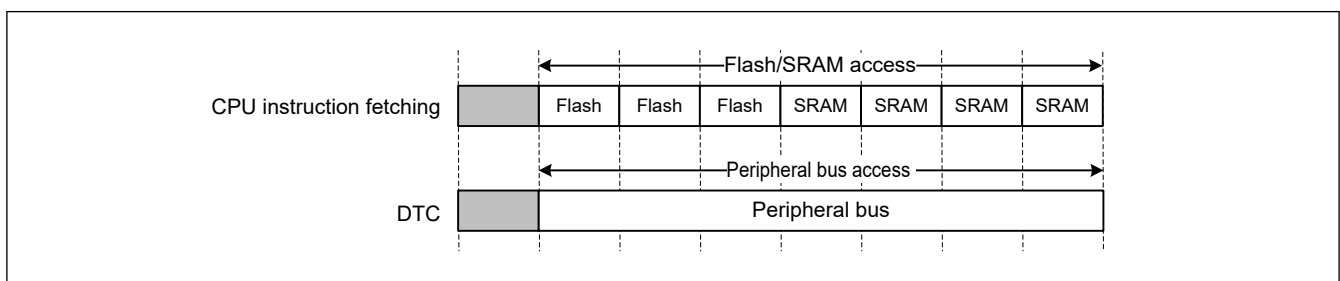 Flash/SRAM access
CPU instruction fetching Flash Flash Flash SRAM SRAM SRAM SRAM
Peripheral bus access
DTC Peripheral bus